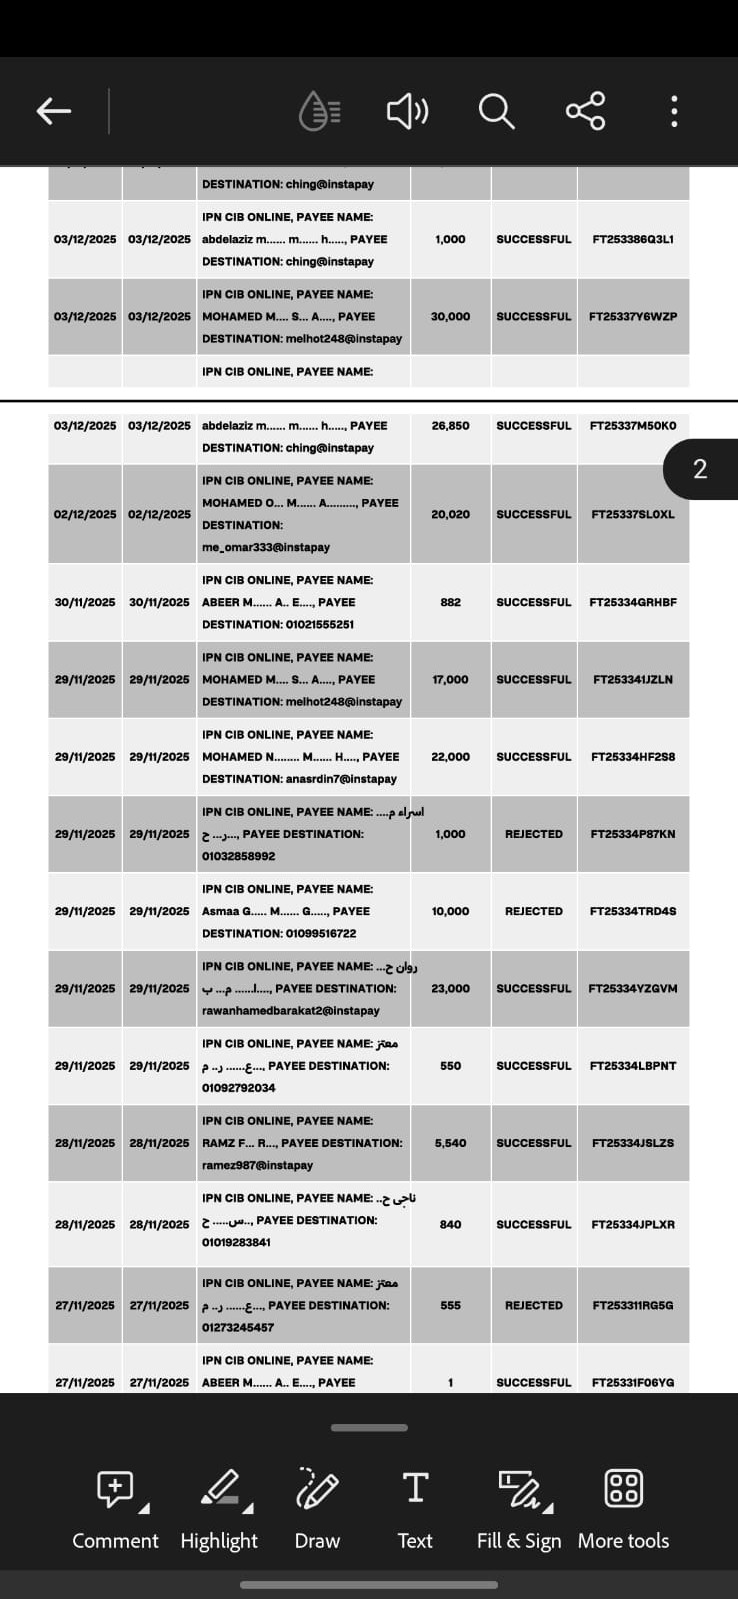 DESTINATION: ching@instapay
IPN CIB ONLINE, PAYEE NAME:
03/12/2025 03/12/2025 abdelaziz m...... m...... h....., PAYEE 1,000 SUCCESSFUL FT253386Q3L1
DESTINATION: ching@instapay
IPN CIB ONLINE, PAYEE NAME:
03/12/2025 03/12/2025 MOHAMED M.... S... A...., PAYEE 30,000 SUCCESSFUL FT25337Y6WZP
DESTINATION: melhot248@instapay
IPN CIB ONLINE, PAYEE NAME:
03/12/2025 03/12/2025 abdelaziz m...... m...... h....., PAYEE 26,850 SUCCESSFUL FT25337M50K0
DESTINATION: ching@instapay
2
IPN CIB ONLINE, PAYEE NAME:
MOHAMED O... M...... A........., PAYEE
02/12/2025 02/12/2025 DESTINATION: 20,020 SUCCESSFUL FT25337SL0XL
me_omar333@instapay
IPN CIB ONLINE, PAYEE NAME:
30/11/2025 30/11/2025 ABEER M...... A.. E...., PAYEE 882 SUCCESSFUL FT25334GRHBF
DESTINATION: 01021555251
IPN CIB ONLINE, PAYEE NAME:
29/11/2025 29/11/2025 MOHAMED M.... S... A...., PAYEE 17,000 SUCCESSFUL FT253341JZLN
DESTINATION: melhot248@instapay
IPN CIB ONLINE, PAYEE NAME:
29/11/2025 29/11/2025 MOHAMED N........ M...... H...., PAYEE 22,000 SUCCESSFUL FT25334HF2S8
DESTINATION: anasrdin7@instapay
IPN CIB ONLINE, PAYEE NAME: اسراء م....
29/11/2025 29/11/2025 ر... ح..., PAYEE DESTINATION: 1,000 REJECTED FT25334P87KN
01032858992
IPN CIB ONLINE, PAYEE NAME:
29/11/2025 29/11/2025 Asmaa G..... M...... G....., PAYEE 10,000 REJECTED FT25334TRD4S
DESTINATION: 01099516722
IPN CIB ONLINE, PAYEE NAME: روان ح...
29/11/2025 29/11/2025 ا...... م... ب...., PAYEE DESTINATION: 23,000 SUCCESSFUL FT25334YZGVM
rawanhamedbarakat2@instapay
IPN CIB ONLINE, PAYEE NAME: معتز
29/11/2025 29/11/2025 ع...... ر.. م..., PAYEE DESTINATION: 550 SUCCESSFUL FT25334LBPNT
01092792034
IPN CIB ONLINE, PAYEE NAME:
28/11/2025 28/11/2025 RAMZ F... R..., PAYEE DESTINATION: 5,540 SUCCESSFUL FT25334JSLZS
ramez987@instapay
IPN CIB ONLINE, PAYEE NAME: ناجى ح..
28/11/2025 28/11/2025 س..... ح.., PAYEE DESTINATION: 840 SUCCESSFUL FT25334JPLXR
01019283841
IPN CIB ONLINE, PAYEE NAME: معتز
27/11/2025 27/11/2025 ع...... ر.. م..., PAYEE DESTINATION: 555 REJECTED FT253311RG5G
01273245457
IPN CIB ONLINE, PAYEE NAME:
27/11/2025 27/11/2025 ABEER M...... A.. E...., PAYEE 1 SUCCESSFUL FT25331F06YG
Comment Highlight Draw Text Fill & Sign More tools